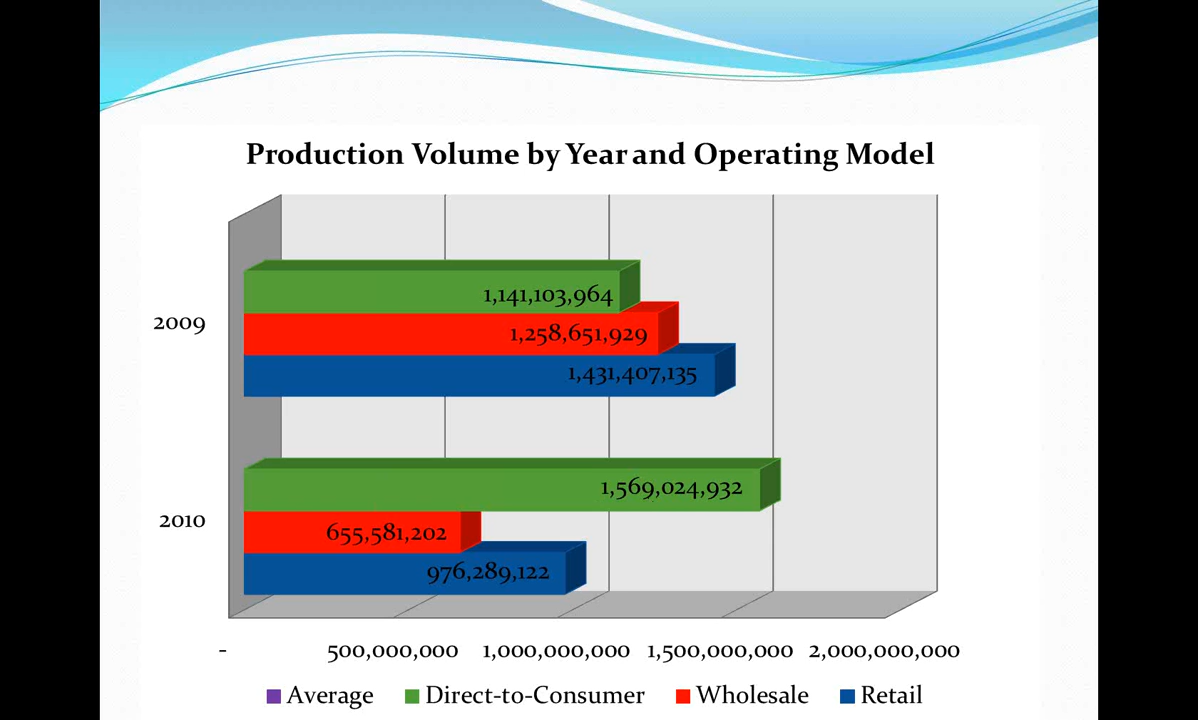 Production Volume by Year and Operating Model
1,141,103,964
2009
1,258,651,929
1,431,407,135
1,569,024,932
2010
655,581,202
976,289,122
- 500,000,000 1,000,000,000 1,500,000,000 2,000,000,000
Average Direct-to-Consumer Wholesale Retail